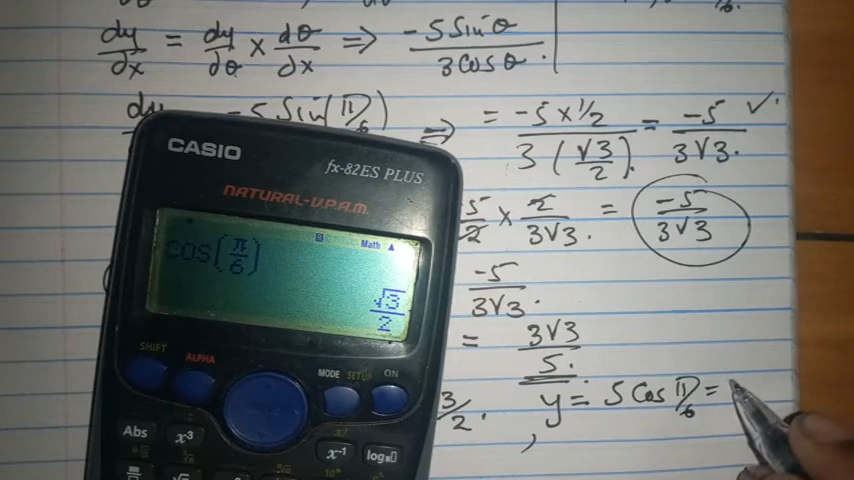 dy/dx = dy/dθ × dθ/dx ⇒ -5 Sin θ / 3 Cos θ.
-5 Sin(π/6) ⇒ = -5 × 1/2 / 3(√3/2). = -5 / 3√3. ✓.
5/2 × 2 / 3√3. = -5 / 3√3
-5 / 3√3.
= 3√3 / 5.
3/2. , y = 5 Cos π/6 =
CASIO
fx-82ES PLUS
NATURAL-V.P.A.M.
Math ▲
cos(π/6)
√3/2
SHIFT ALPHA MODE SETUP ON
Abs x³ x⁻¹ log
x!